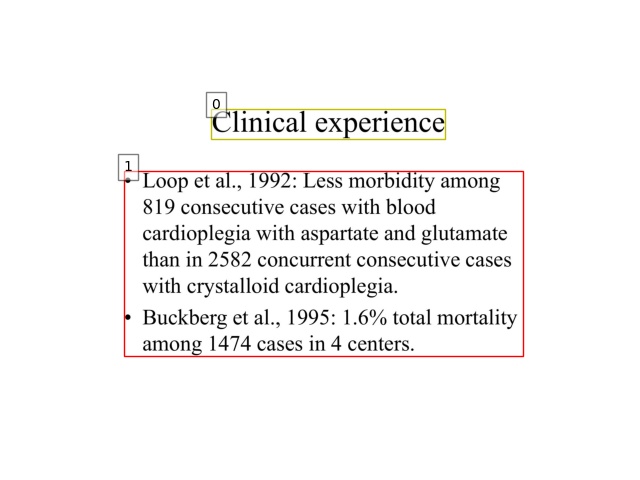 0
Clinical experience
1
• Loop et al., 1992: Less morbidity among
819 consecutive cases with blood
cardioplegia with aspartate and glutamate
than in 2582 concurrent consecutive cases
with crystalloid cardioplegia.
• Buckberg et al., 1995: 1.6% total mortality
among 1474 cases in 4 centers.